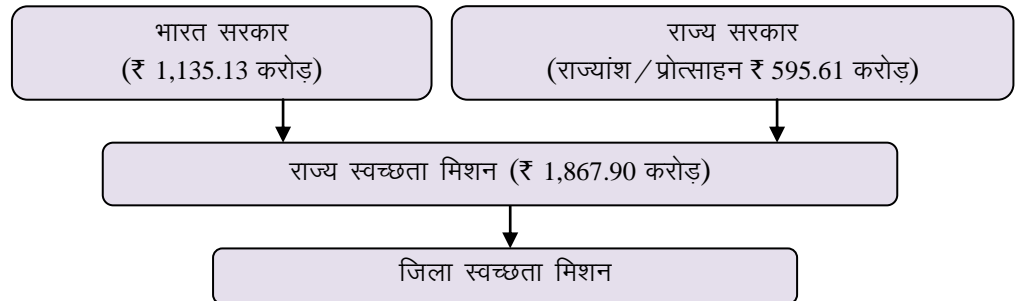 भारत सरकार
(₹ 1,135.13 करोड़)
राज्य सरकार
(राज्यांश/प्रोत्साहन ₹ 595.61 करोड़)
राज्य स्वच्छता मिशन (₹ 1,867.90 करोड़)
जिला स्वच्छता मिशन